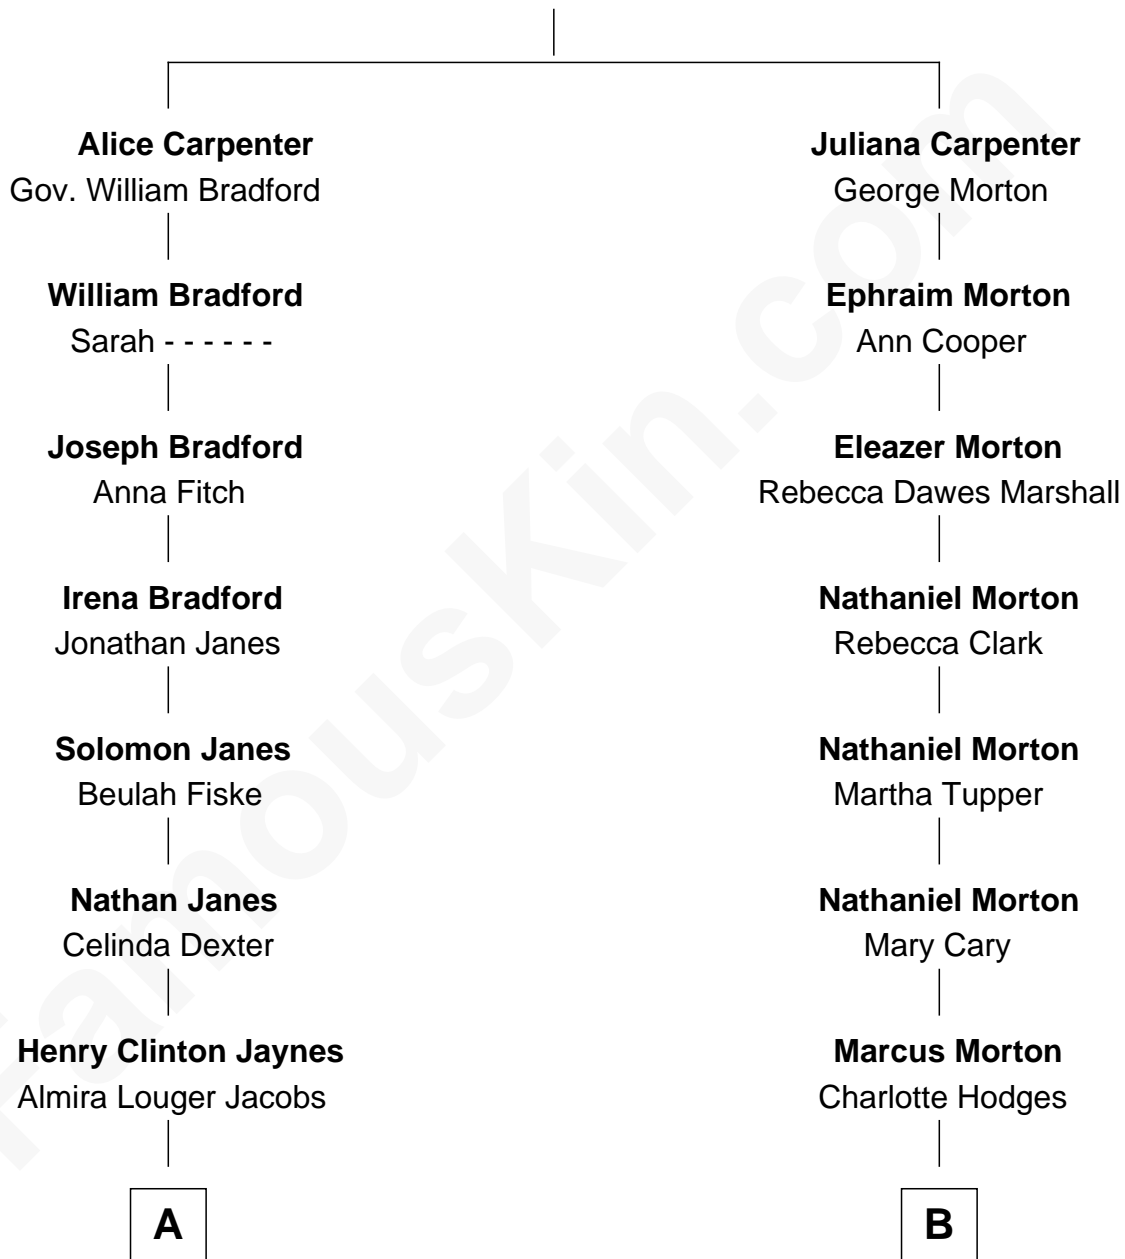 Alice Carpenter
Gov. William Bradford
William Bradford
Sarah - - - - - -
Joseph Bradford
Anna Fitch
Irena Bradford
Jonathan Janes
Solomon Janes
Beulah Fiske
Nathan Janes
Celinda Dexter
Henry Clinton Jaynes
Almira Louger Jacobs
A
Juliana Carpenter
George Morton
Ephraim Morton
Ann Cooper
Eleazer Morton
Rebecca Dawes Marshall
Nathaniel Morton
Rebecca Clark
Nathaniel Morton
Martha Tupper
Nathaniel Morton
Mary Cary
Marcus Morton
Charlotte Hodges
B
FamousKin.com